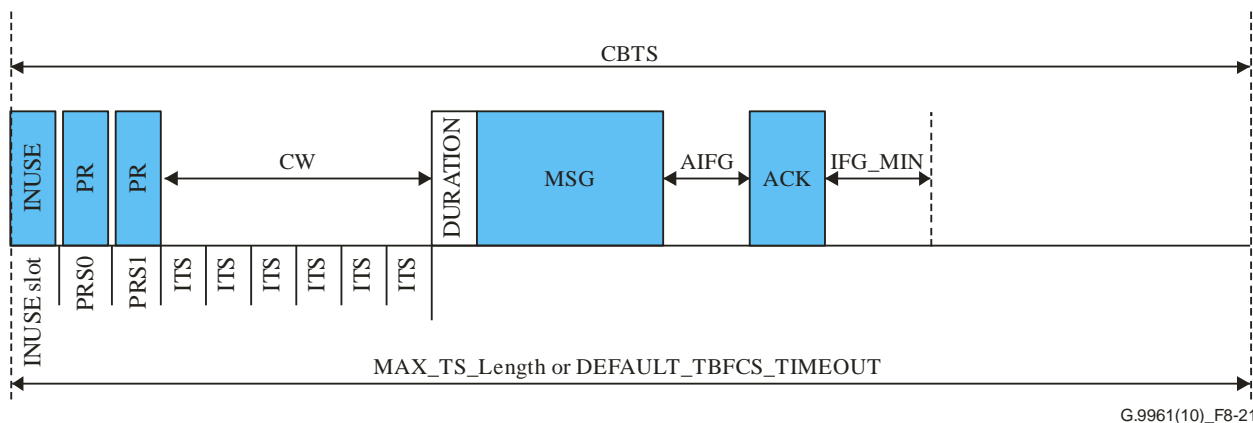 CBTS
INUSE
PR
PR
CW
DURATION
MSG
AIFG
ACK
IFG_MIN
INUSE slot
PRS0
PRS1
ITS
ITS
ITS
ITS
ITS
ITS
MAX_TS_Length or DEFAULT_TBFCS_TIMEOUT
G.9961(10)_F8-21